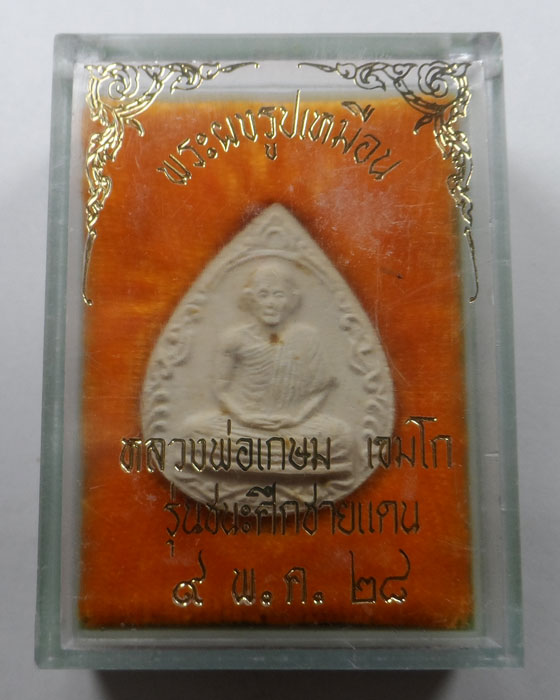 พระผงรูปเหมือน
หลวงพ่อเกษม เขมโก
รุ่นชนะศึกชายแดน
๙ พ.ค. ๒๘